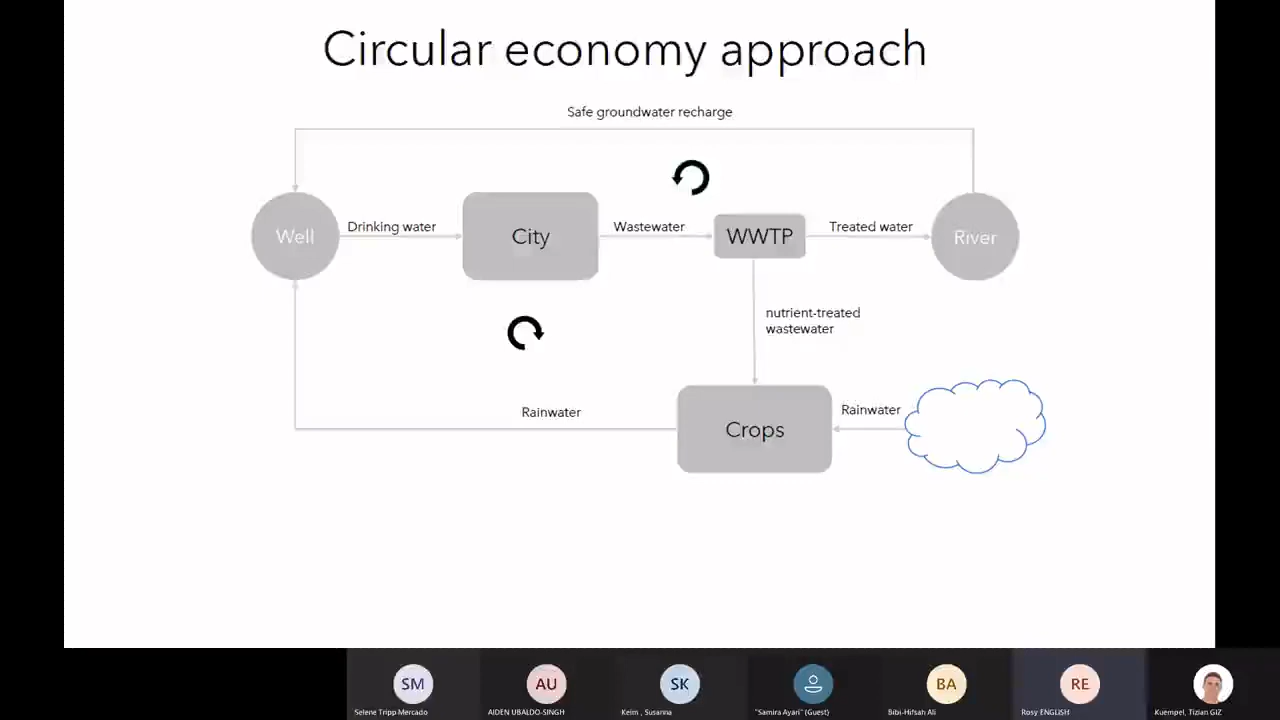 Circular economy approach
Safe groundwater recharge
Well
Drinking water
City
Wastewater
WWTP
Treated water
River
nutrient-treated
wastewater
Rainwater
Crops
Rainwater
SM
AU
SK
BA
RE
Selene Tripp Mercado
AIDEN UBALDO-SINGH
Keim , Susanna
"Samira Ayari" (Guest)
Bibi-Hifsah Ali
Rosy ENGLISH
Kuempel, Tizian GIZ